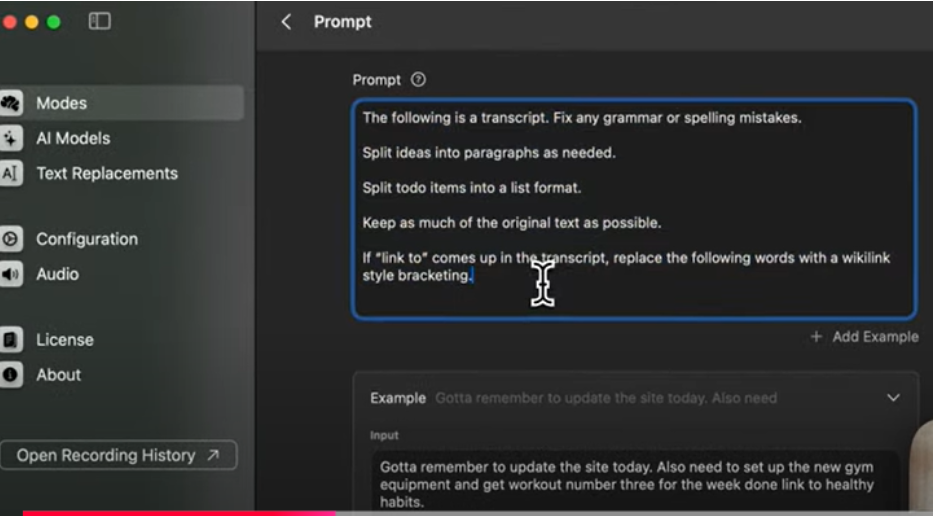 Prompt
Modes
AI Models
Text Replacements
Configuration
Audio
License
About
Open Recording History ↗
Prompt
The following is a transcript. Fix any grammar or spelling mistakes.
Split ideas into paragraphs as needed.
Split todo items into a list format.
Keep as much of the original text as possible.
If "link to" comes up in the transcript, replace the following words with a wikilink
style bracketing.
+ Add Example
Example Gotta remember to update the site today. Also need
Input
Gotta remember to update the site today. Also need to set up the new gym
equipment and get workout number three for the week done link to healthy
habits.